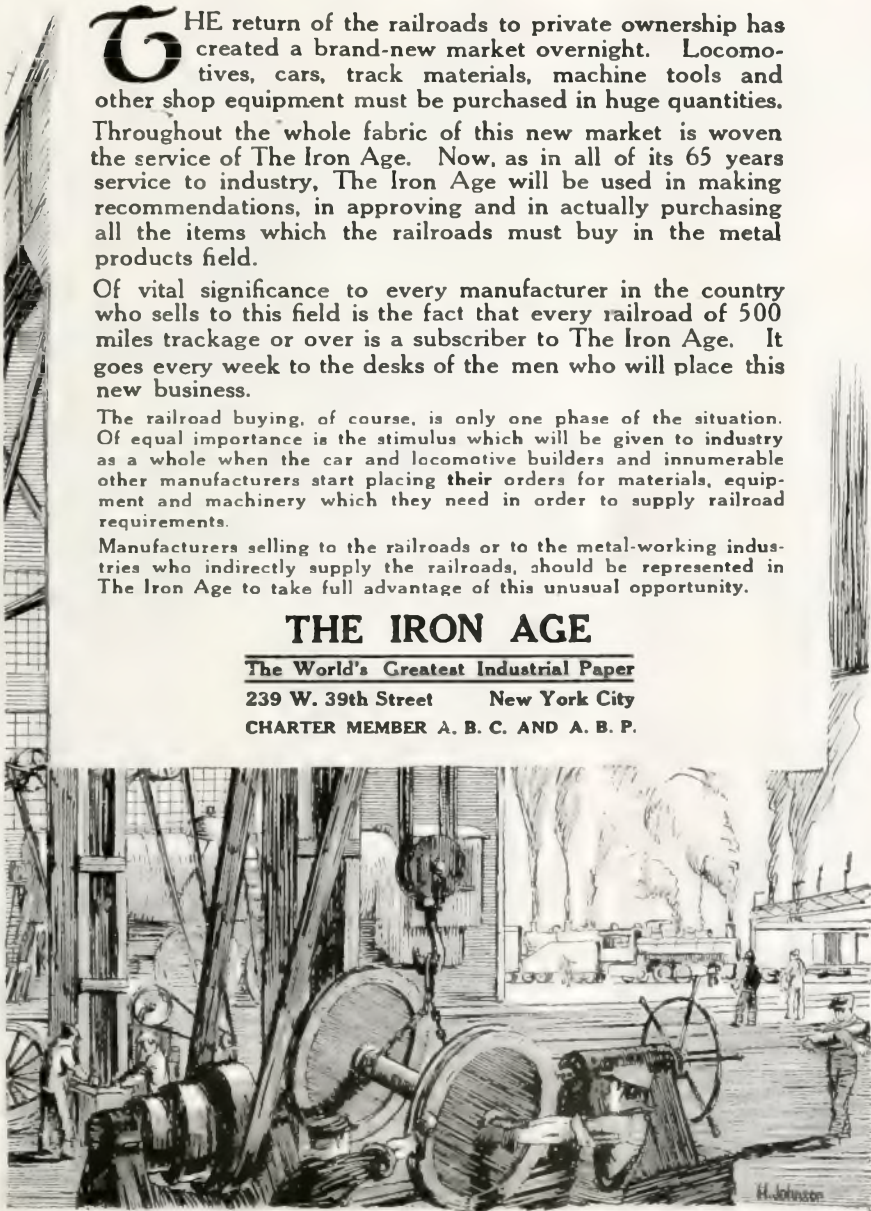 THE return of the railroads to private ownership has
created a brand-new market overnight. Locomo-
tives, cars, track materials, machine tools and
other shop equipment must be purchased in huge quantities.
Throughout the whole fabric of this new market is woven
the service of The Iron Age. Now, as in all of its 65 years
service to industry, The Iron Age will be used in making
recommendations, in approving and in actually purchasing
all the items which the railroads must buy in the metal
products field.
Of vital significance to every manufacturer in the country
who sells to this field is the fact that every railroad of 500
miles trackage or over is a subscriber to The Iron Age. It
goes every week to the desks of the men who will place this
new business.
The railroad buying, of course, is only one phase of the situation.
Of equal importance is the stimulus which will be given to industry
as a whole when the car and locomotive builders and innumerable
other manufacturers start placing their orders for materials, equip-
ment and machinery which they need in order to supply railroad
requirements.
Manufacturers selling to the railroads or to the metal-working indus-
tries who indirectly supply the railroads, should be represented in
The Iron Age to take full advantage of this unusual opportunity.
THE IRON AGE
The World's Greatest Industrial Paper
239 W. 39th Street New York City
CHARTER MEMBER A. B. C. AND A. B. P.
H. Johnson